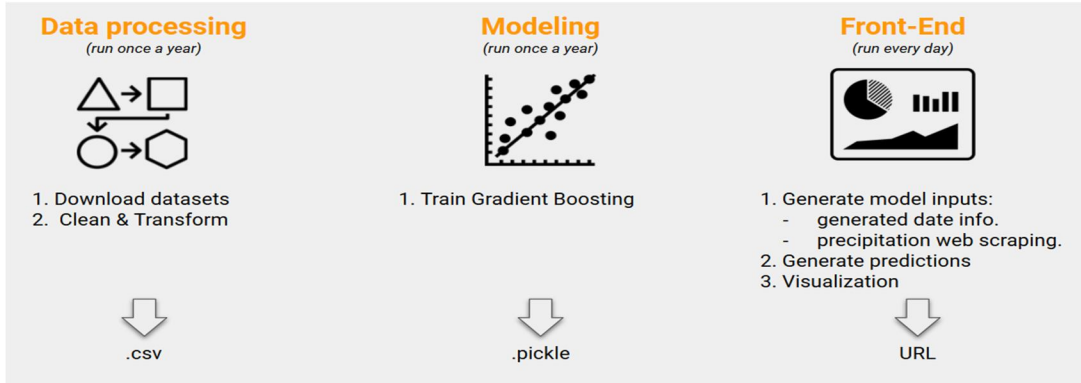 Data processing
(run once a year)
1. Download datasets
2. Clean & Transform
.csv
Modeling
(run once a year)
1. Train Gradient Boosting
.pickle
Front-End
(run every day)
1. Generate model inputs:
- generated date info.
- precipitation web scraping.
2. Generate predictions
3. Visualization
URL